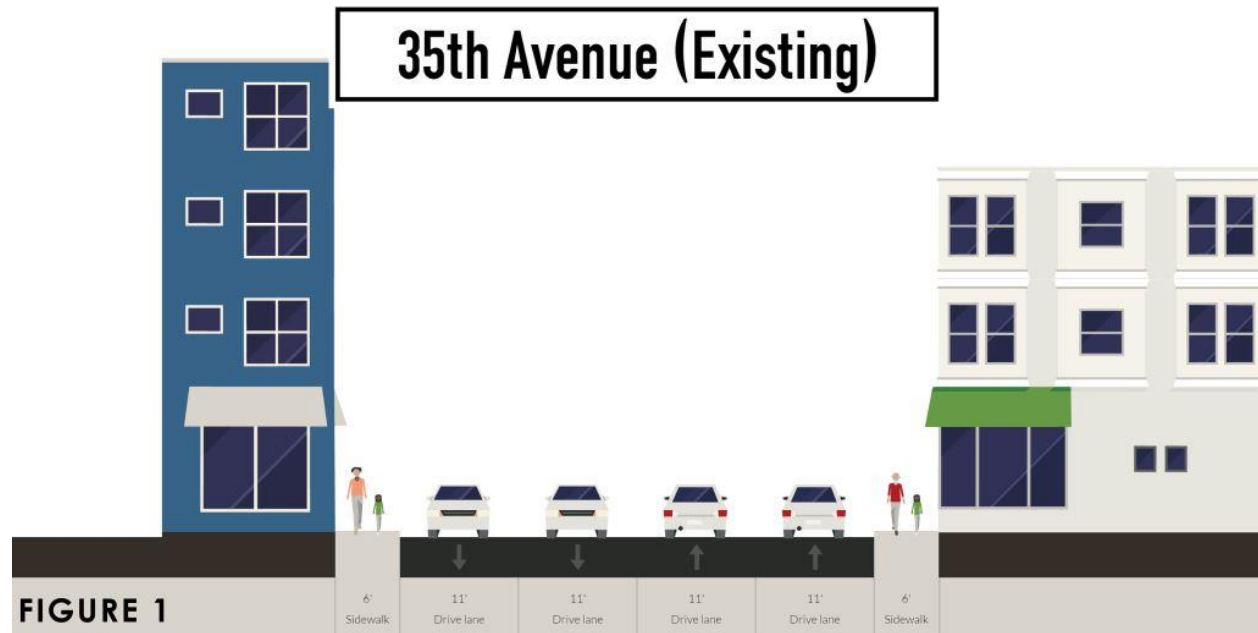 35th Avenue (Existing)
6' 11' 11' 11' 11' 6'
Sidewalk Drive lane Drive lane Drive lane Drive lane Sidewalk
FIGURE 1